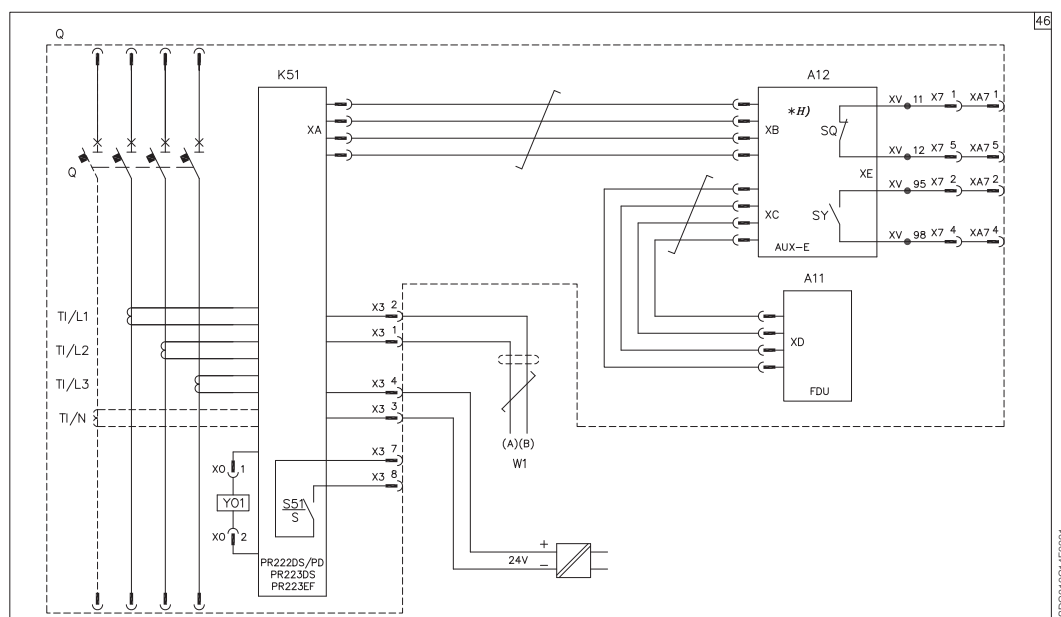 46
Q
K51
A12
XA
*H)
XB
SQ
XE
XC
SY
AUX-E
XV 11 X7 1 XA7 1
XV 12 X7 5 XA7 5
XV 95 X7 2 XA7 2
XV 98 X7 4 XA7 4
Q
A11
XD
FDU
TI/L1
TI/L2
TI/L3
TI/N
X3 2
X3 1
X3 4
X3 3
X3 7
X3 8
(A)(B)
W1
XO 1
YO1
XO 2
S51
S
PR222DS/PD
PR223DS
PR223EF
+
24V
−